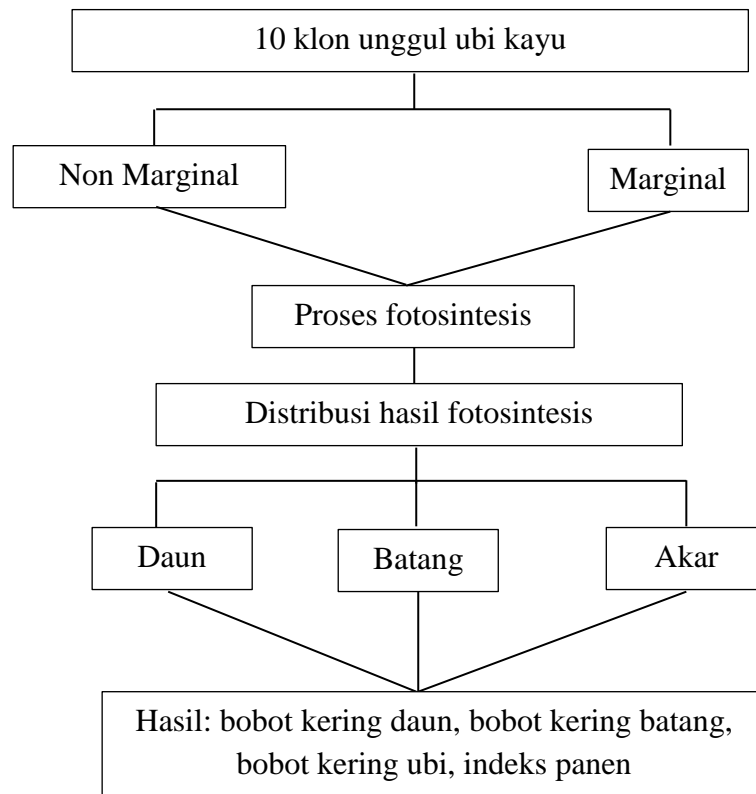 10 klon unggul ubi kayu
Non Marginal
Marginal
Proses fotosintesis
Distribusi hasil fotosintesis
Daun
Batang
Akar
Hasil: bobot kering daun, bobot kering batang,
bobot kering ubi, indeks panen